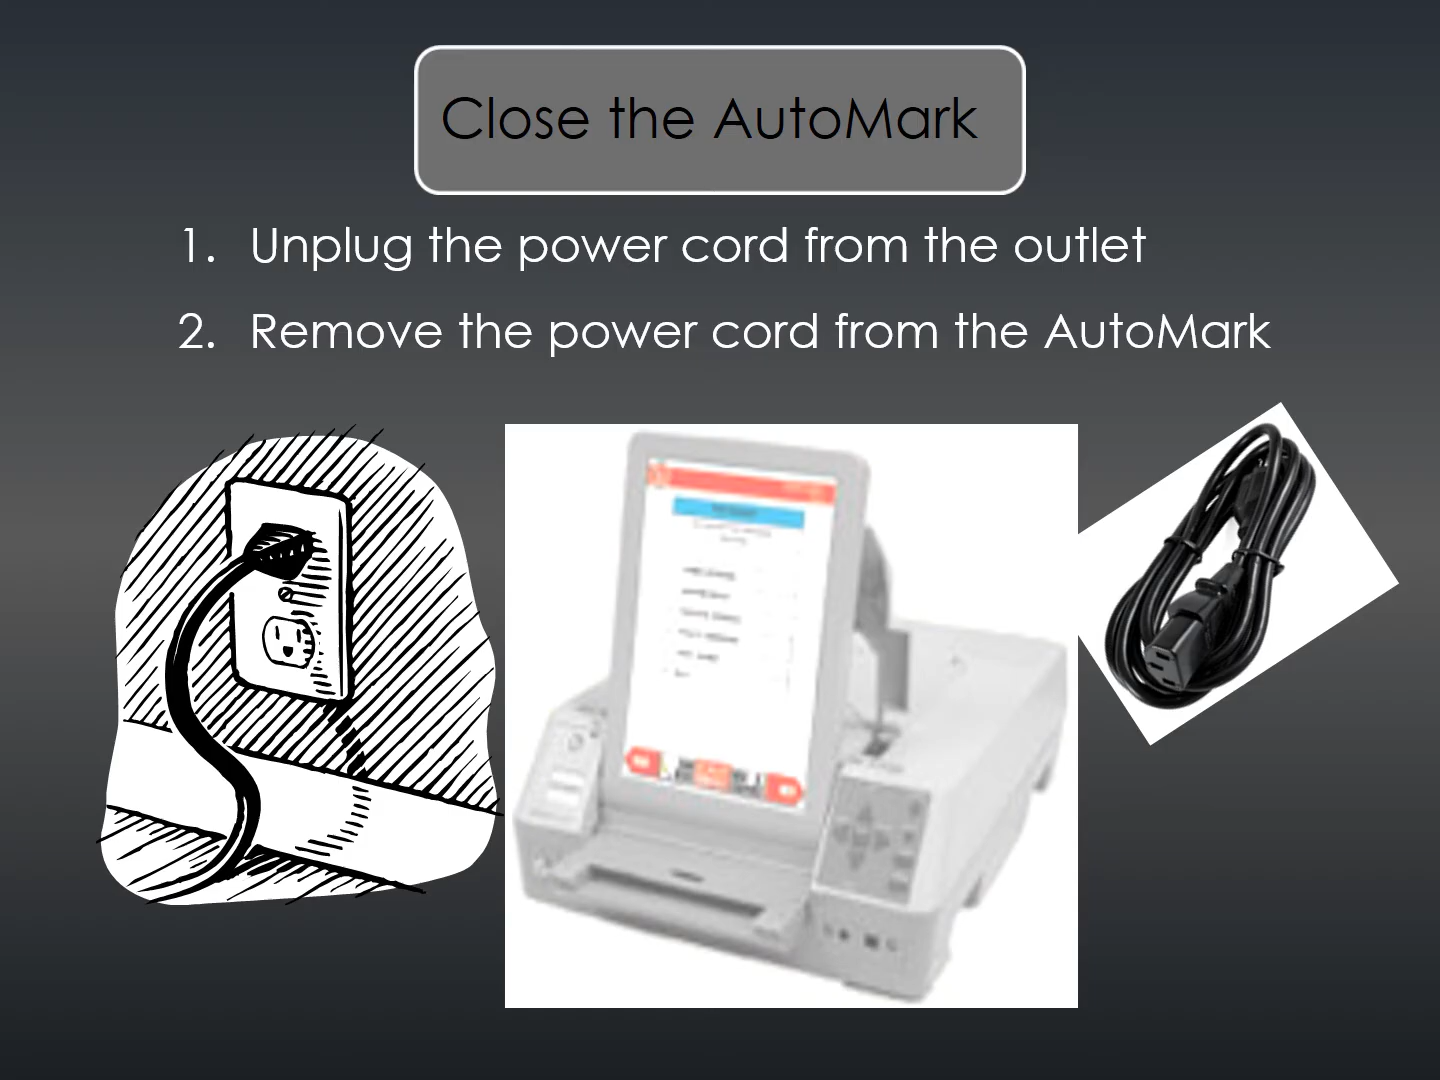 Close the AutoMark
1. Unplug the power cord from the outlet
2. Remove the power cord from the AutoMark